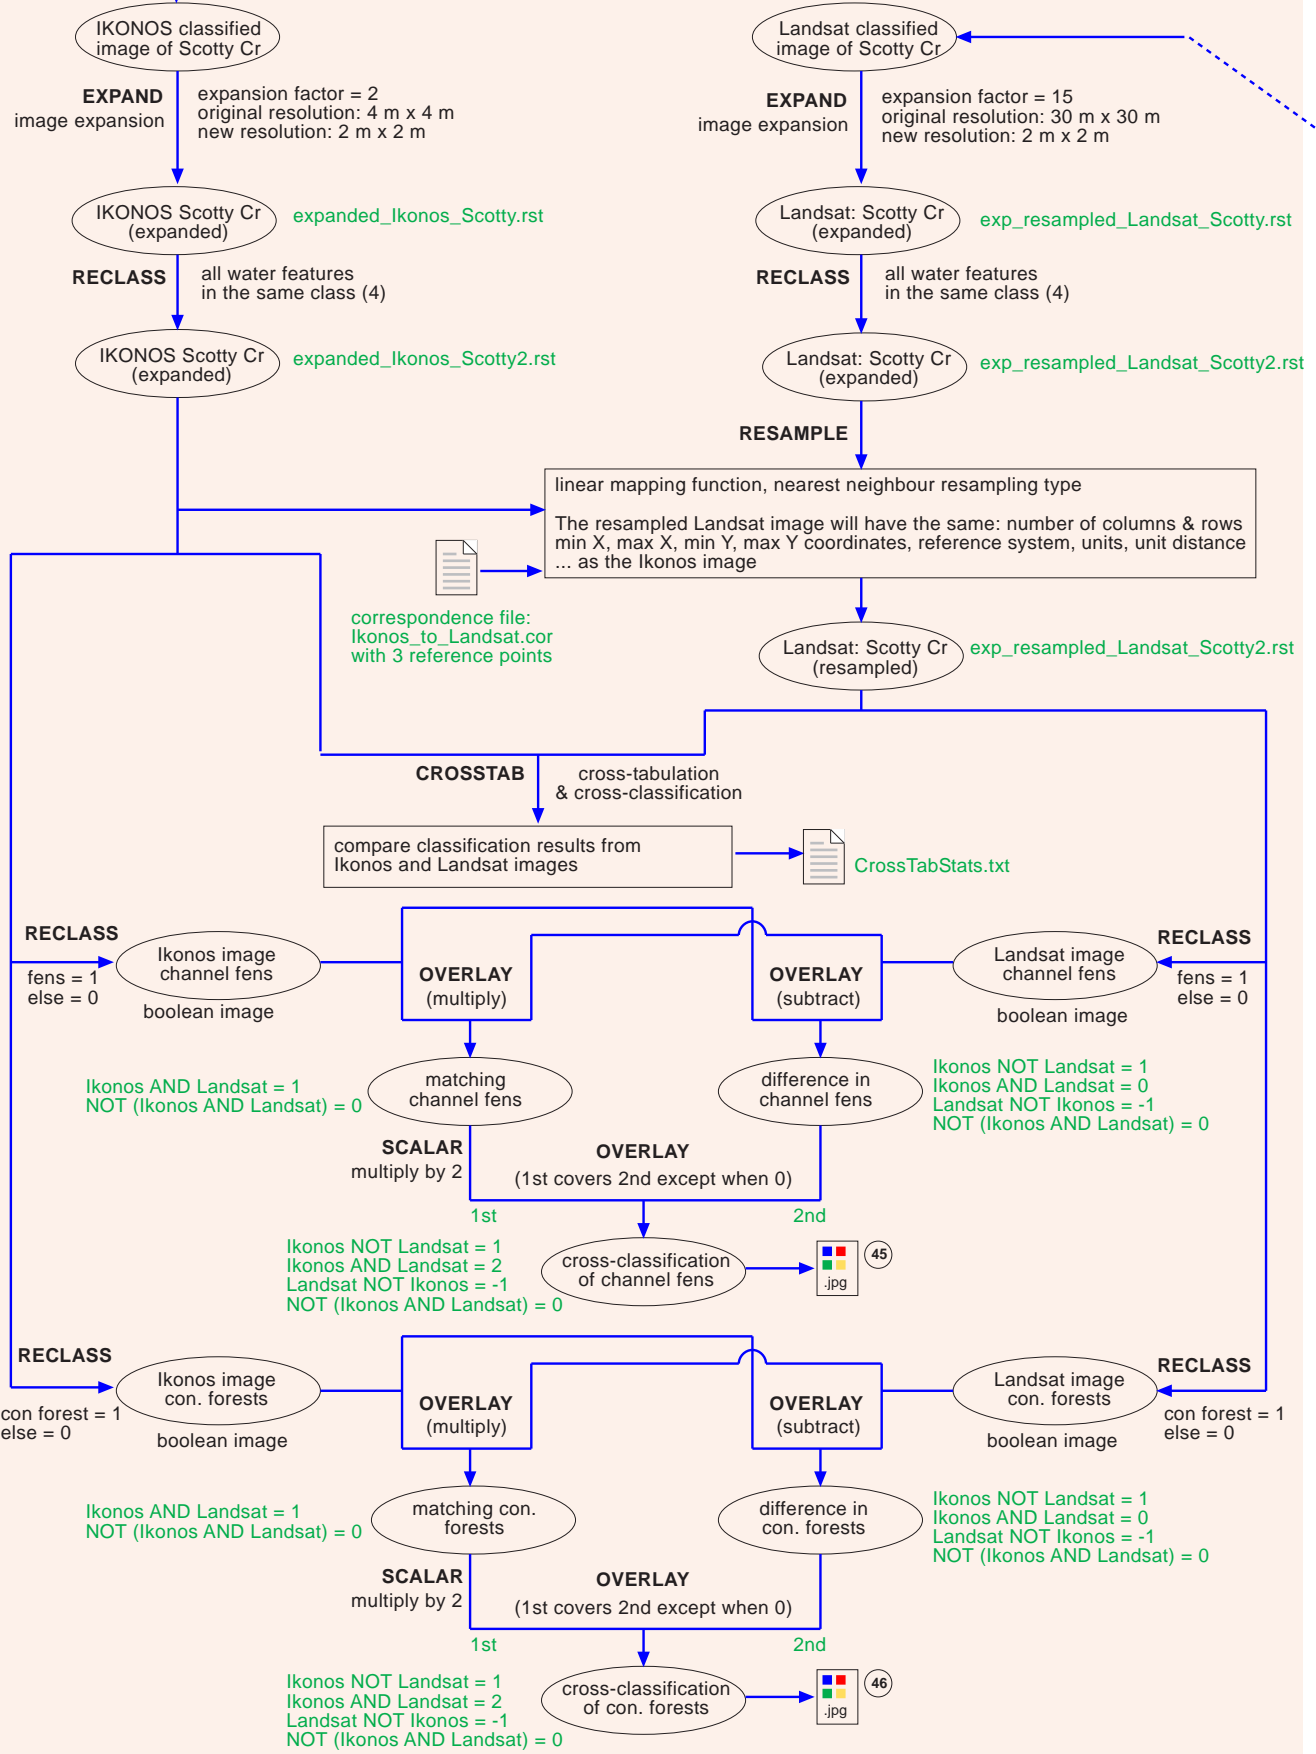 IKONOS classified
image of Scotty Cr
EXPAND
image expansion
expansion factor = 2
original resolution: 4 m x 4 m
new resolution: 2 m x 2 m
IKONOS Scotty Cr
(expanded)
expanded_Ikonos_Scotty.rst
RECLASS
all water features
in the same class (4)
IKONOS Scotty Cr
(expanded)
expanded_Ikonos_Scotty2.rst
Landsat classified
image of Scotty Cr
EXPAND
image expansion
expansion factor = 15
original resolution: 30 m x 30 m
new resolution: 2 m x 2 m
Landsat: Scotty Cr
(expanded)
exp_resampled_Landsat_Scotty.rst
RECLASS
all water features
in the same class (4)
Landsat: Scotty Cr
(expanded)
exp_resampled_Landsat_Scotty2.rst
RESAMPLE
linear mapping function, nearest neighbour resampling type
The resampled Landsat image will have the same: number of columns & rows
min X, max X, min Y, max Y coordinates, reference system, units, unit distance
... as the Ikonos image
correspondence file:
Ikonos_to_Landsat.cor
with 3 reference points
Landsat: Scotty Cr
(resampled)
exp_resampled_Landsat_Scotty2.rst
CROSSTAB
cross-tabulation
& cross-classification
compare classification results from
Ikonos and Landsat images
CrossTabStats.txt
RECLASS
fens = 1
else = 0
Ikonos image
channel fens
boolean image
OVERLAY
(multiply)
OVERLAY
(subtract)
Landsat image
channel fens
boolean image
RECLASS
fens = 1
else = 0
Ikonos AND Landsat = 1
NOT (Ikonos AND Landsat) = 0
matching
channel fens
difference in
channel fens
Ikonos NOT Landsat = 1
Ikonos AND Landsat = 0
Landsat NOT Ikonos = -1
NOT (Ikonos AND Landsat) = 0
SCALAR
multiply by 2
OVERLAY
(1st covers 2nd except when 0)
1st
2nd
Ikonos NOT Landsat = 1
Ikonos AND Landsat = 2
Landsat NOT Ikonos = -1
NOT (Ikonos AND Landsat) = 0
cross-classification
of channel fens
.jpg
45
RECLASS
con forest = 1
else = 0
Ikonos image
con. forests
boolean image
OVERLAY
(multiply)
OVERLAY
(subtract)
Landsat image
con. forests
boolean image
RECLASS
con forest = 1
else = 0
Ikonos AND Landsat = 1
NOT (Ikonos AND Landsat) = 0
matching con.
forests
difference in
con. forests
Ikonos NOT Landsat = 1
Ikonos AND Landsat = 0
Landsat NOT Ikonos = -1
NOT (Ikonos AND Landsat) = 0
SCALAR
multiply by 2
OVERLAY
(1st covers 2nd except when 0)
1st
2nd
Ikonos NOT Landsat = 1
Ikonos AND Landsat = 2
Landsat NOT Ikonos = -1
NOT (Ikonos AND Landsat) = 0
cross-classification
of con. forests
.jpg
46